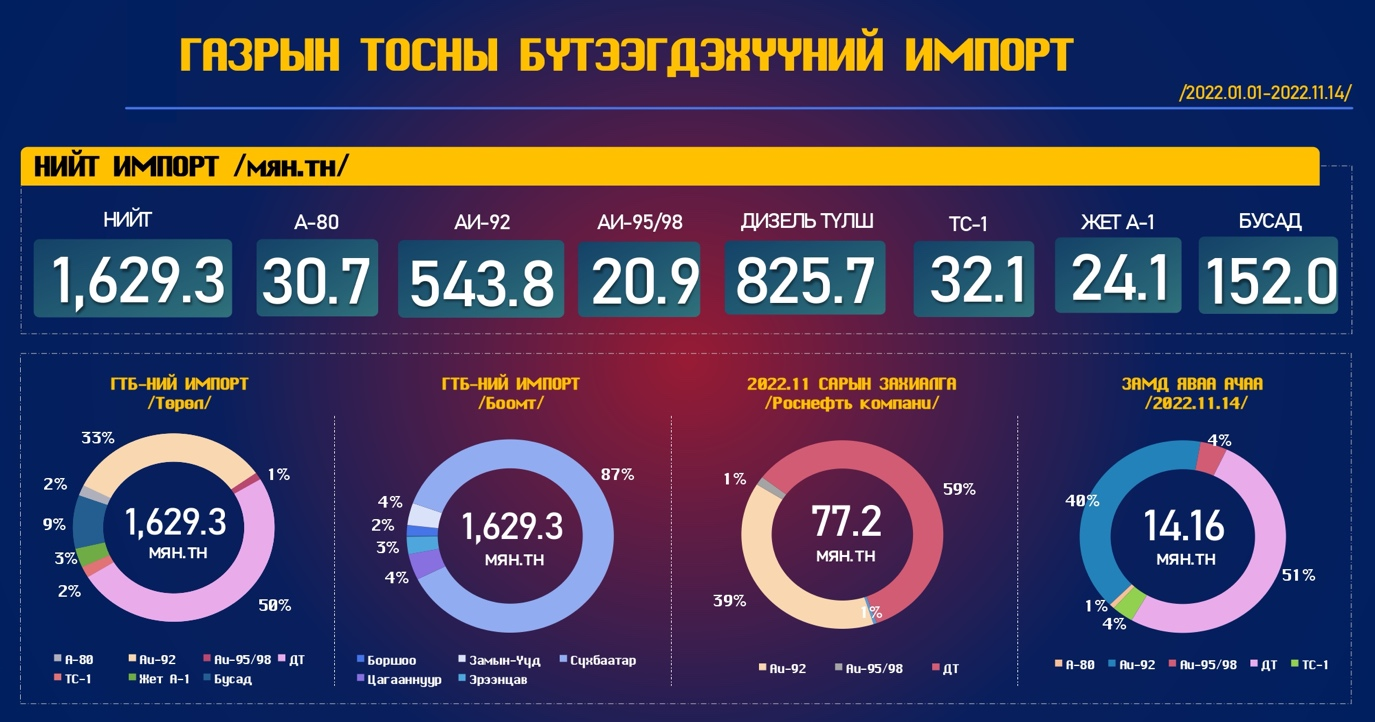 ГАЗРЫН ТОСНЫ БҮТЭЭГДЭХҮҮНИЙ ИМПОРТ
/2022.01.01-2022.11.14/
НИЙТ ИМПОРТ /мян.тн/
НИЙТ
А-80
АИ-92
АИ-95/98
ДИЗЕЛЬ ТҮЛШ
ТС-1
ЖЕТ А-1
БУСАД
1,629.3
30.7
543.8
20.9
825.7
32.1
24.1
152.0
ГТБ-НИЙ ИМПОРТ
/Төрөл/
33%
1%
2%
9%
3%
2%
50%
1,629.3
МЯН.ТН
А-80
Аи-92
Аи-95/98
ДТ
ТС-1
Жет А-1
Бусад
ГТБ-НИЙ ИМПОРТ
/Боомт/
87%
4%
2%
3%
4%
1,629.3
МЯН.ТН
Боршоо
Замын-Үүд
Сүхбаатар
Цагааннуур
Эрээнцав
2022.11 САРЫН ЗАХИАЛГА
/Роснефть компани/
1%
59%
39%
1%
77.2
МЯН.ТН
Аи-92
Аи-95/98
ДТ
ЗАМД ЯВАА АЧАА
/2022.11.14/
4%
40%
51%
1%
4%
14.16
МЯН.ТН
А-80
Аи-92
Аи-95/98
ДТ
ТС-1